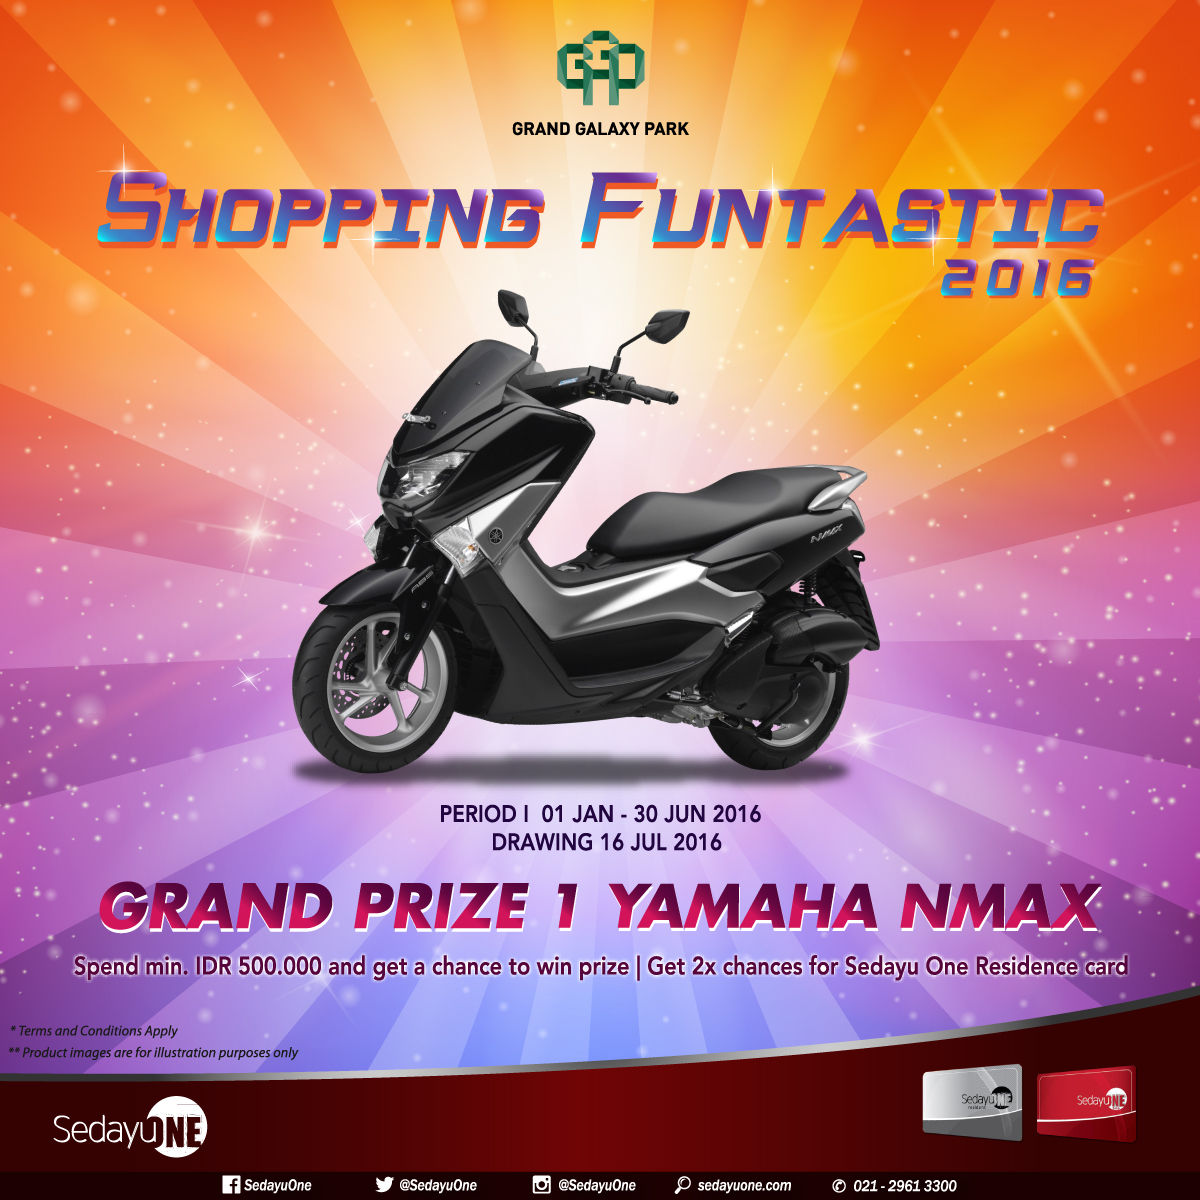 GRAND GALAXY PARK
SHOPPING FUNTASTIC
2016
NMAX
ABS
PERIOD I 01 JAN - 30 JUN 2016
DRAWING 16 JUL 2016
GRAND PRIZE 1 YAMAHA NMAX
Spend min. IDR 500.000 and get a chance to win prize | Get 2x chances for Sedayu One Residence card
* Terms and Conditions Apply
** Product images are for illustration purposes only
SedayuONE
SedayuONE
resident
SedayuONE
SedayuOne @SedayuOne @SedayuOne sedayuone.com 021 - 2961 3300